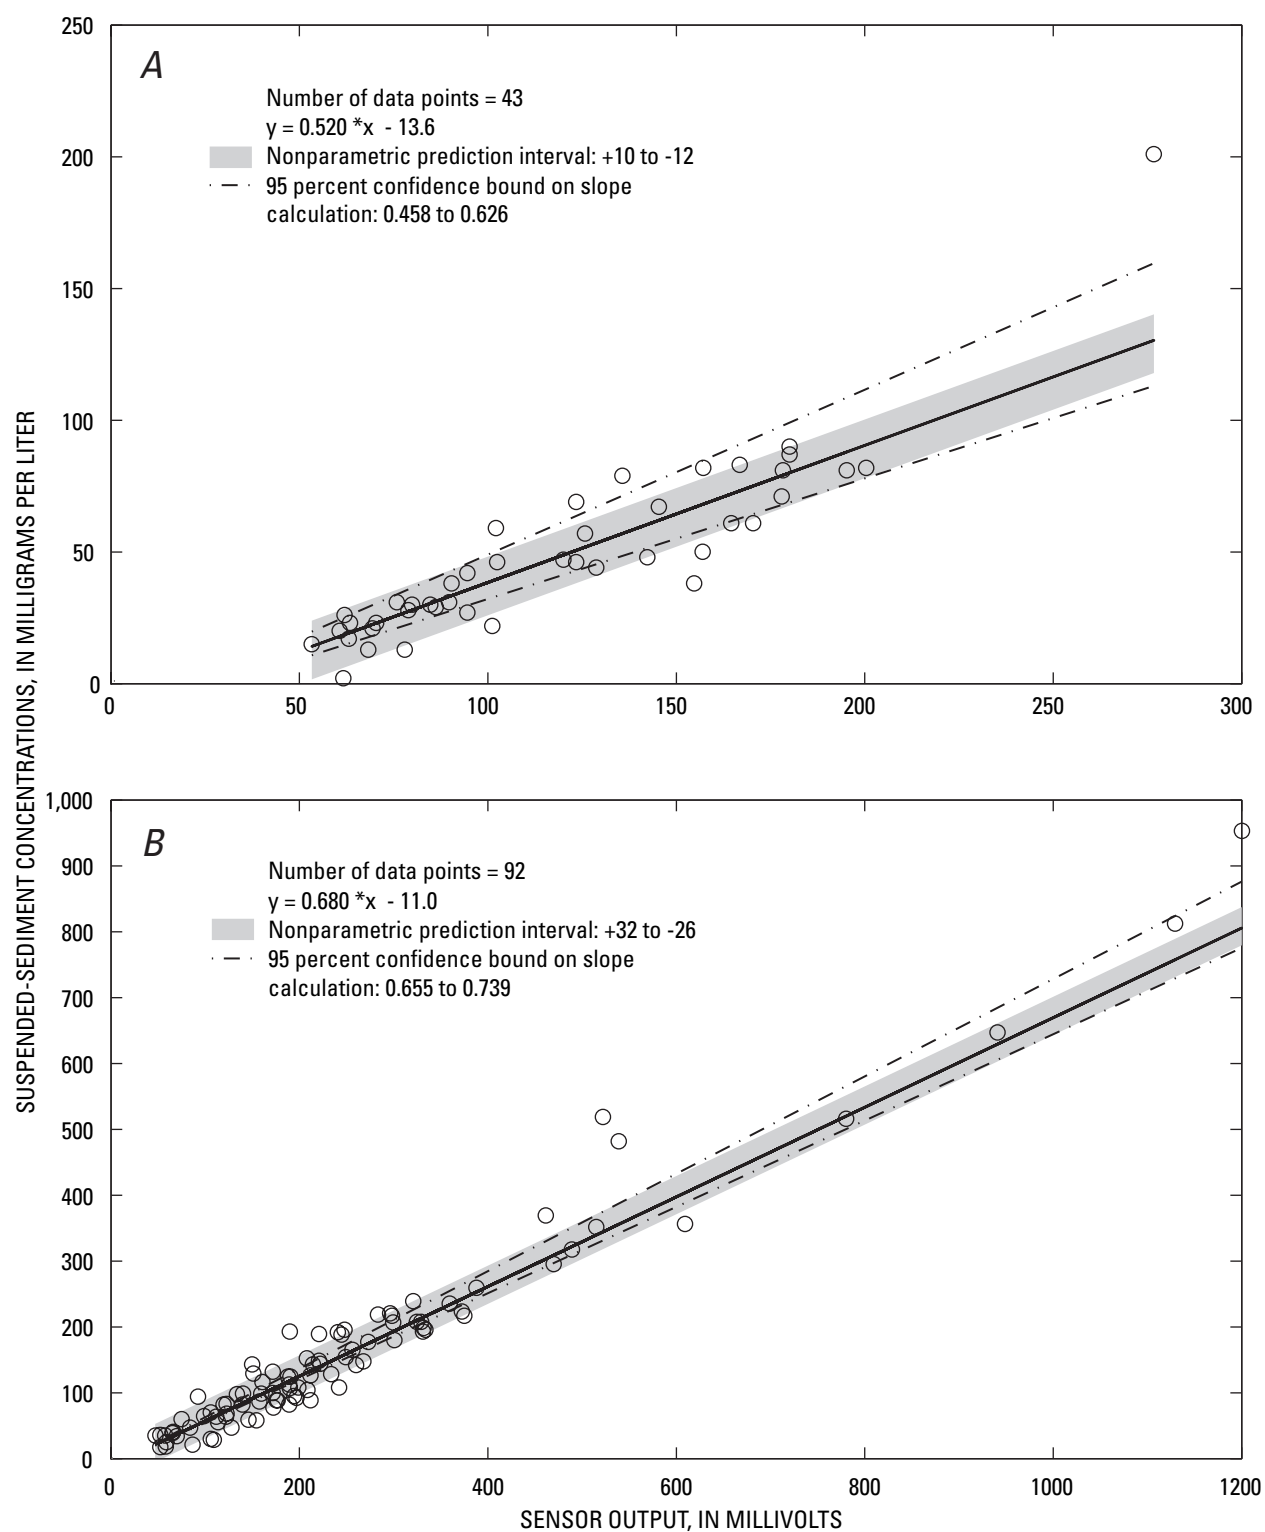 SUSPENDED-SEDIMENT CONCENTRATIONS, IN MILLIGRAMS PER LITER
A
Number of data points = 43
y = 0.520 *x - 13.6
Nonparametric prediction interval: +10 to -12
95 percent confidence bound on slope
calculation: 0.458 to 0.626
250
200
150
100
50
0
0 50 100 150 200 250 300
B
Number of data points = 92
y = 0.680 *x - 11.0
Nonparametric prediction interval: +32 to -26
95 percent confidence bound on slope
calculation: 0.655 to 0.739
1,000
900
800
700
600
500
400
300
200
100
0
0 200 400 600 800 1000 1200
SENSOR OUTPUT, IN MILLIVOLTS